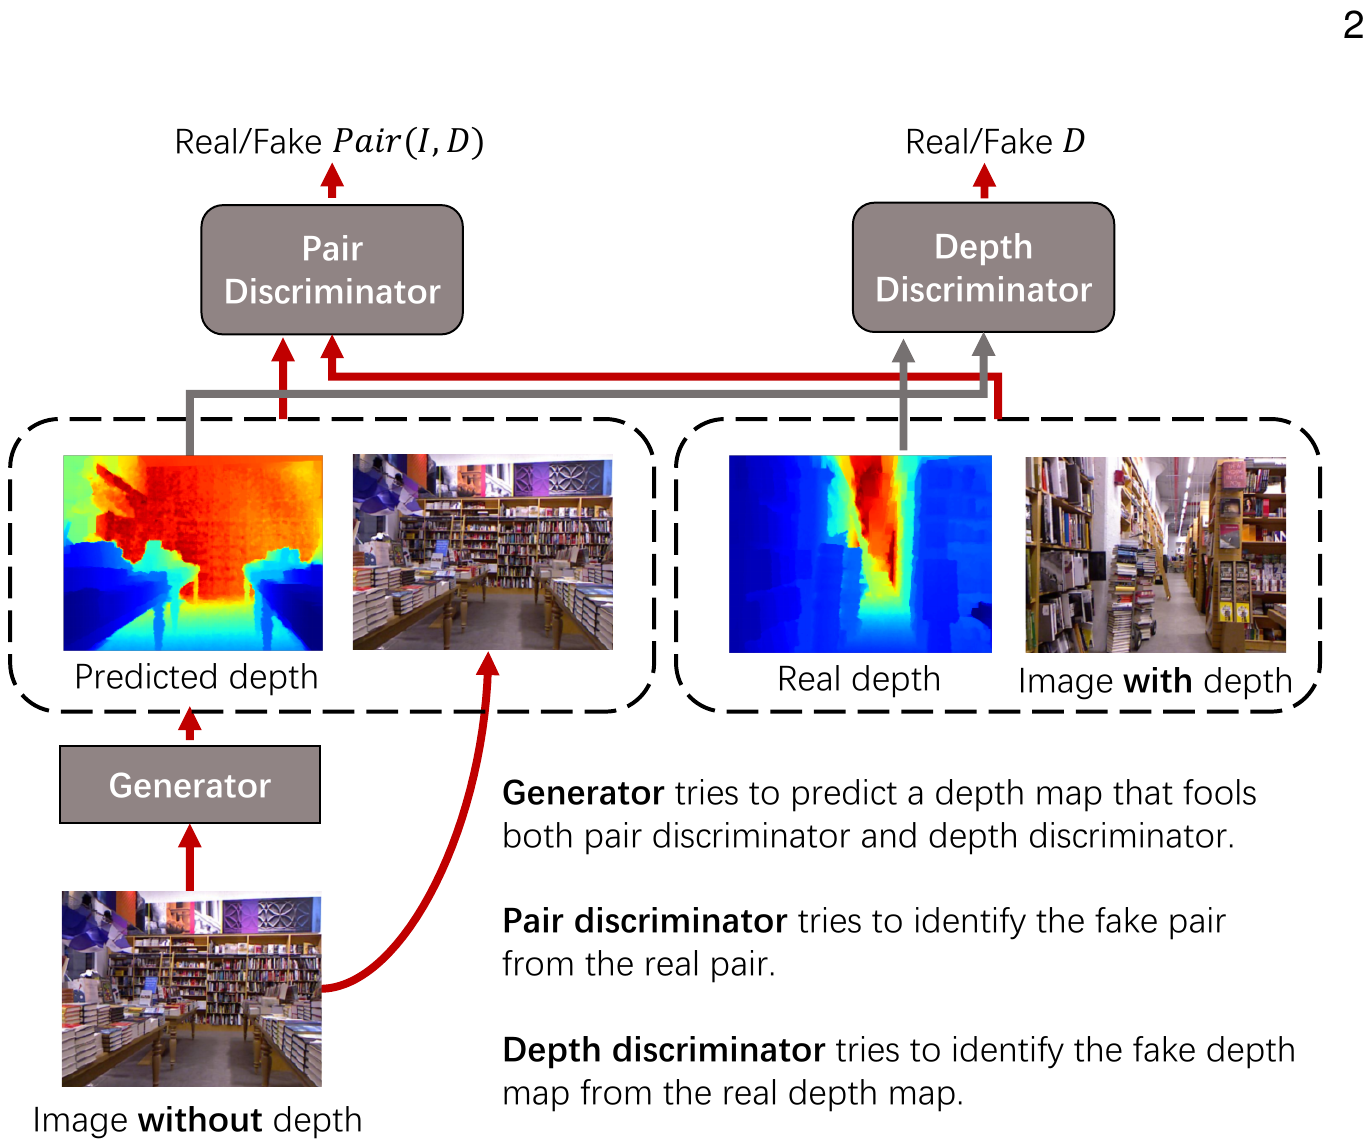 2
Real/Fake Pair(I, D)
Real/Fake D
Pair
Discriminator
Depth
Discriminator
Predicted depth
Real depth
Image with depth
Generator
Generator tries to predict a depth map that fools
both pair discriminator and depth discriminator.
Pair discriminator tries to identify the fake pair
from the real pair.
Depth discriminator tries to identify the fake depth
map from the real depth map.
Image without depth